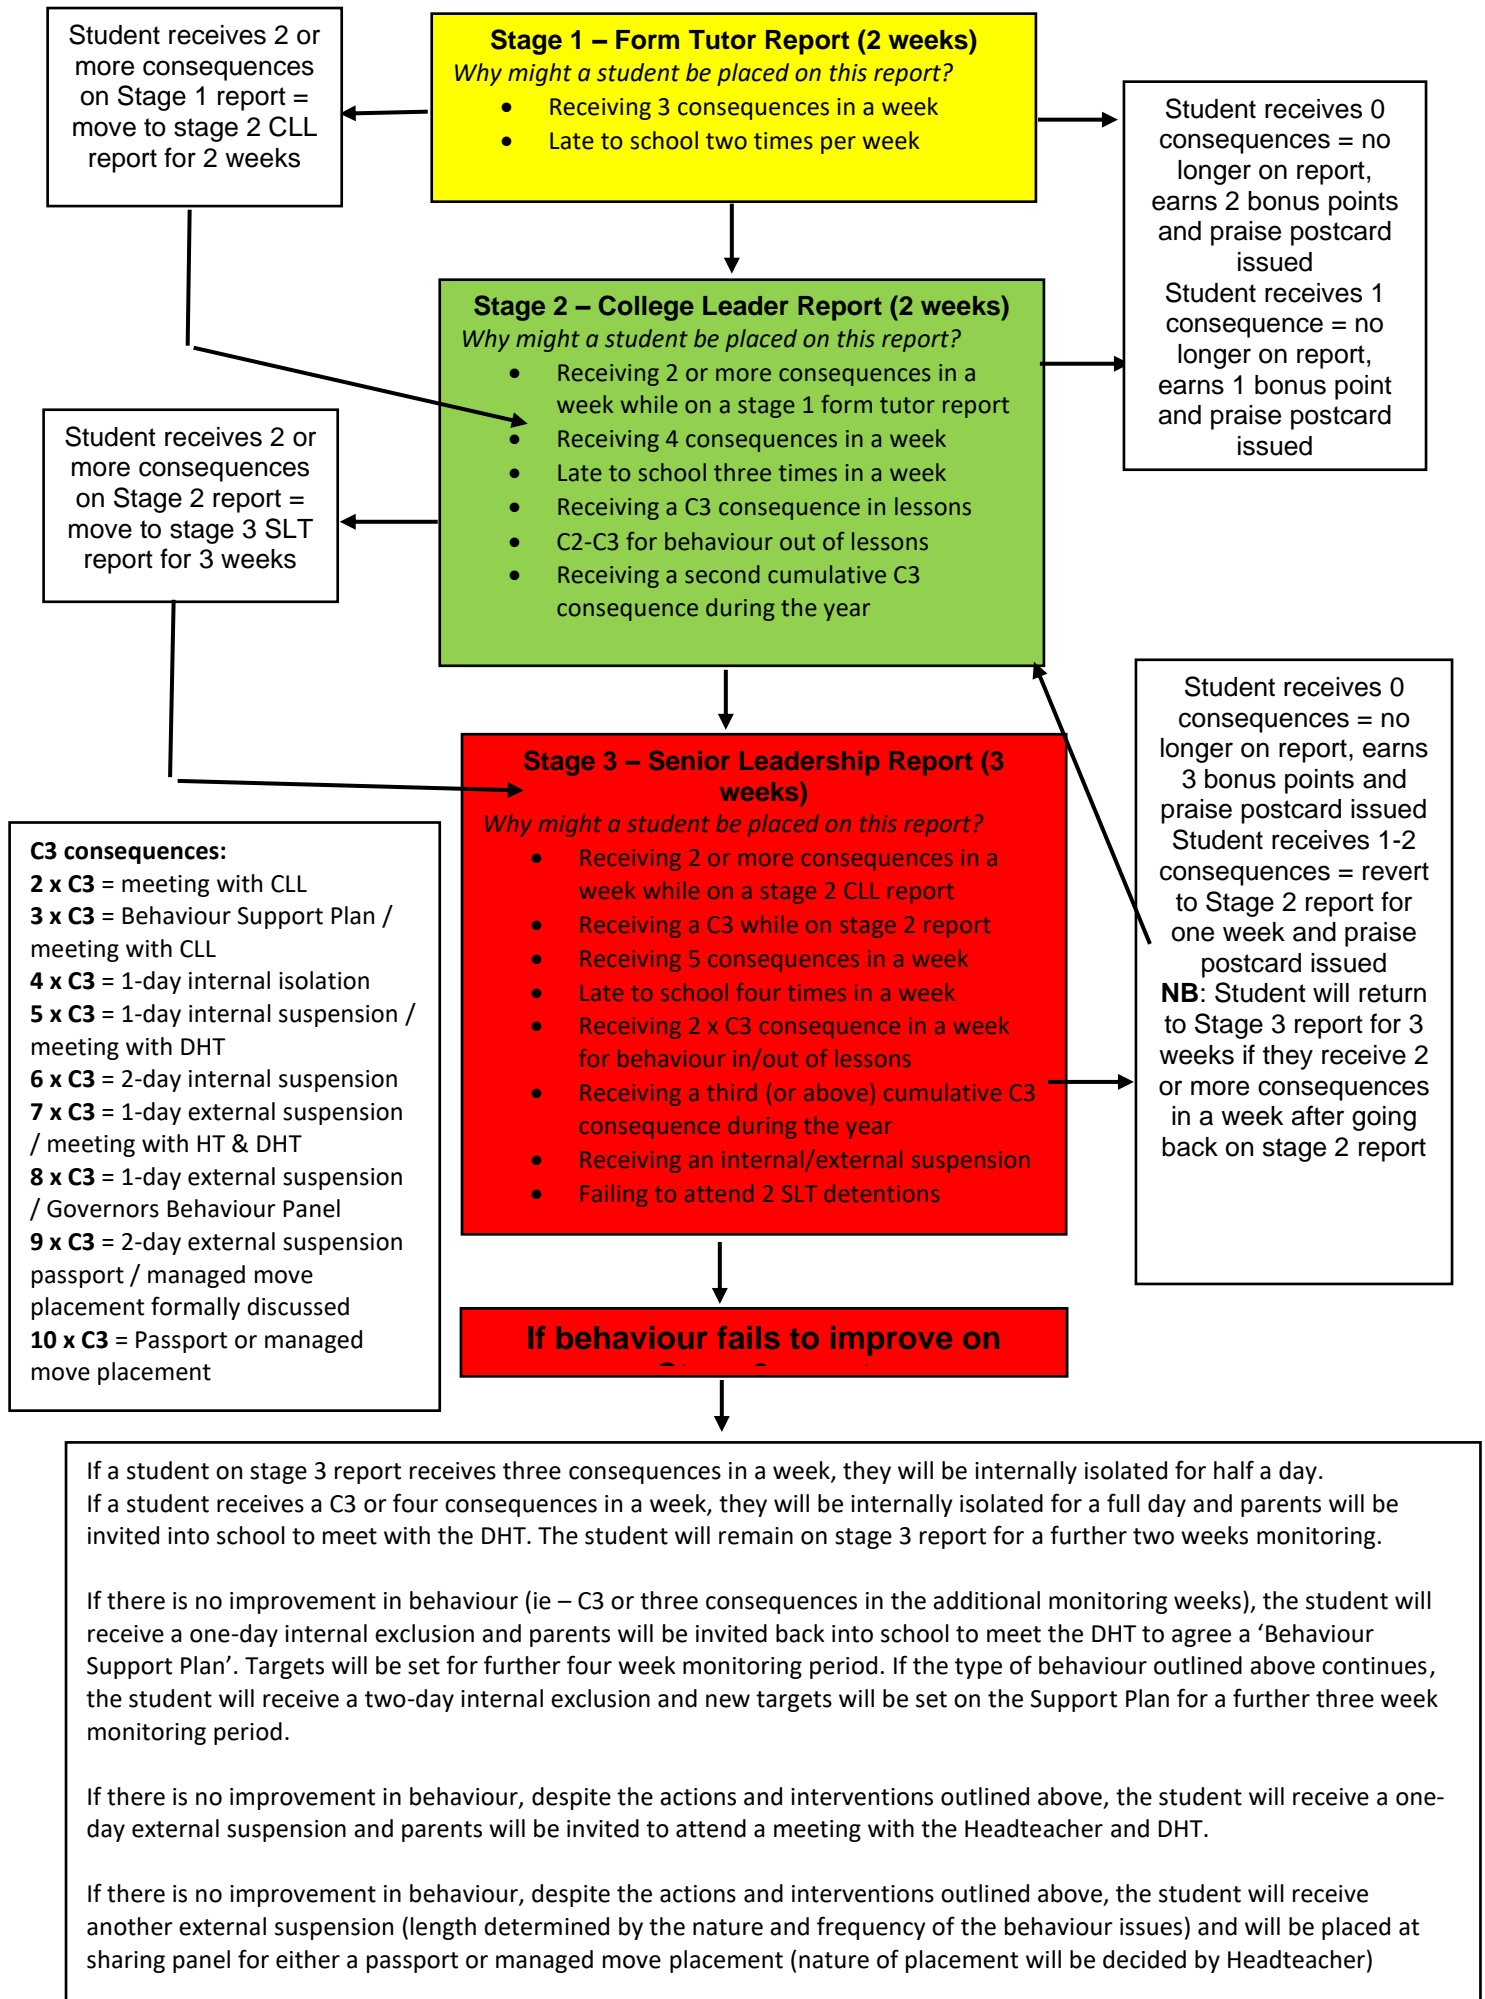 Student receives 2 or
more consequences
on Stage 1 report =
move to stage 2 CLL
report for 2 weeks
Stage 1 – Form Tutor Report (2 weeks)
Why might a student be placed on this report?
• Receiving 3 consequences in a week
• Late to school two times per week
Student receives 0
consequences = no
longer on report,
earns 2 bonus points
and praise postcard
issued
Student receives 1
consequence = no
longer on report,
earns 1 bonus point
and praise postcard
issued
Stage 2 – College Leader Report (2 weeks)
Why might a student be placed on this report?
• Receiving 2 or more consequences in a
week while on a stage 1 form tutor report
• Receiving 4 consequences in a week
• Late to school three times in a week
• Receiving a C3 consequence in lessons
• C2-C3 for behaviour out of lessons
• Receiving a second cumulative C3
consequence during the year
Student receives 2 or
more consequences
on Stage 2 report =
move to stage 3 SLT
report for 3 weeks
Stage 3 – Senior Leadership Report (3
weeks)
Why might a student be placed on this report?
• Receiving 2 or more consequences in a
week while on a stage 2 CLL report
• Receiving a C3 while on stage 2 report
• Receiving 5 consequences in a week
• Late to school four times in a week
• Receiving 2 x C3 consequence in a week
for behaviour in/out of lessons
• Receiving a third (or above) cumulative C3
consequence during the year
• Receiving an internal/external suspension
• Failing to attend 2 SLT detentions
Student receives 0
consequences = no
longer on report, earns
3 bonus points and
praise postcard issued
Student receives 1-2
consequences = revert
to Stage 2 report for
one week and praise
postcard issued
NB: Student will return
to Stage 3 report for 3
weeks if they receive 2
or more consequences
in a week after going
back on stage 2 report
C3 consequences:
2 x C3 = meeting with CLL
3 x C3 = Behaviour Support Plan /
meeting with CLL
4 x C3 = 1-day internal isolation
5 x C3 = 1-day internal suspension /
meeting with DHT
6 x C3 = 2-day internal suspension
7 x C3 = 1-day external suspension
/ meeting with HT & DHT
8 x C3 = 1-day external suspension
/ Governors Behaviour Panel
9 x C3 = 2-day external suspension
passport / managed move
placement formally discussed
10 x C3 = Passport or managed
move placement
If behaviour fails to improve on
If a student on stage 3 report receives three consequences in a week, they will be internally isolated for half a day.
If a student receives a C3 or four consequences in a week, they will be internally isolated for a full day and parents will be
invited into school to meet with the DHT. The student will remain on stage 3 report for a further two weeks monitoring.
If there is no improvement in behaviour (ie – C3 or three consequences in the additional monitoring weeks), the student will
receive a one-day internal exclusion and parents will be invited back into school to meet the DHT to agree a ‘Behaviour
Support Plan’. Targets will be set for further four week monitoring period. If the type of behaviour outlined above continues,
the student will receive a two-day internal exclusion and new targets will be set on the Support Plan for a further three week
monitoring period.
If there is no improvement in behaviour, despite the actions and interventions outlined above, the student will receive a one-
day external suspension and parents will be invited to attend a meeting with the Headteacher and DHT.
If there is no improvement in behaviour, despite the actions and interventions outlined above, the student will receive
another external suspension (length determined by the nature and frequency of the behaviour issues) and will be placed at
sharing panel for either a passport or managed move placement (nature of placement will be decided by Headteacher)